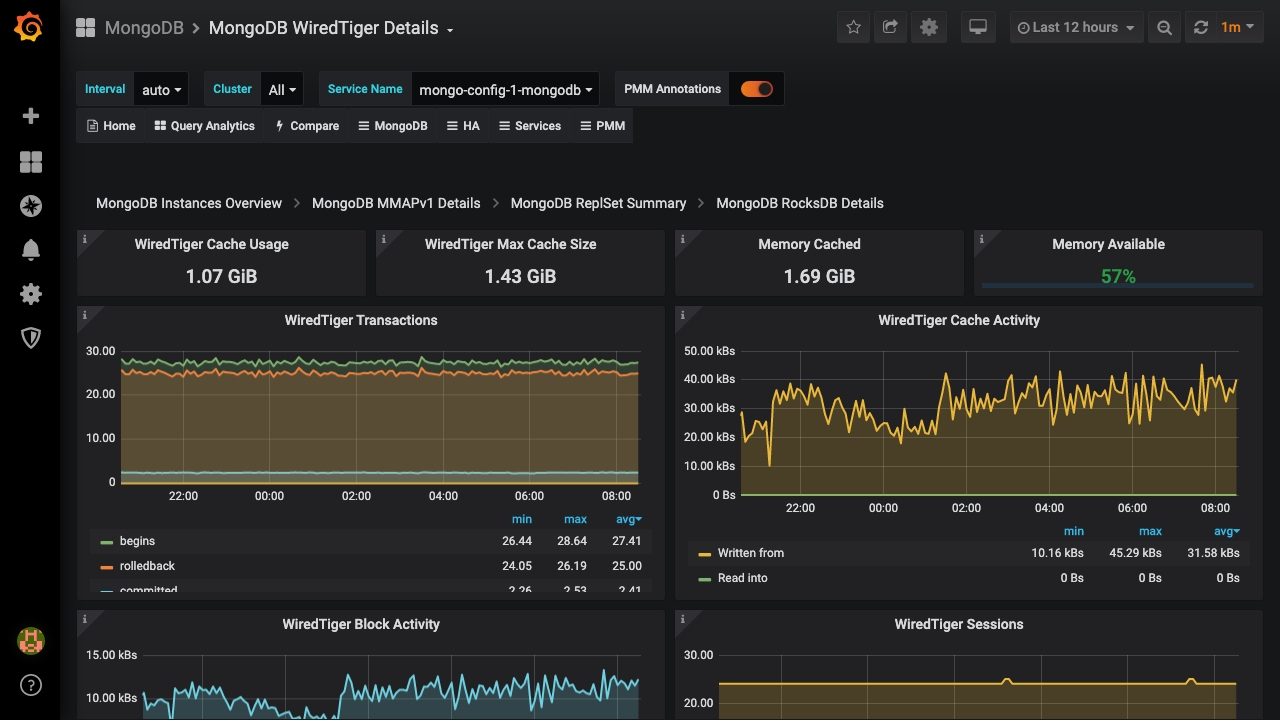 MongoDB > MongoDB WiredTiger Details
Last 12 hours
1m
Interval auto Cluster All Service Name mongo-config-1-mongodb PMM Annotations
Home Query Analytics Compare MongoDB HA Services PMM
MongoDB Instances Overview > MongoDB MMAPv1 Details > MongoDB ReplSet Summary > MongoDB RocksDB Details
WiredTiger Cache Usage
1.07 GiB
WiredTiger Max Cache Size
1.43 GiB
Memory Cached
1.69 GiB
Memory Available
57%
WiredTiger Transactions
30.00
20.00
10.00
0
22:00 00:00 02:00 04:00 06:00 08:00
min max avg
begins 26.44 28.64 27.41
rolledback 24.05 26.19 25.00
committed 2.26 2.53 2.41
WiredTiger Cache Activity
50.00 kBs
40.00 kBs
30.00 kBs
20.00 kBs
10.00 kBs
0 Bs
22:00 00:00 02:00 04:00 06:00 08:00
min max avg
Written from 10.16 kBs 45.29 kBs 31.58 kBs
Read into 0 Bs 0 Bs 0 Bs
WiredTiger Block Activity
15.00 kBs
10.00 kBs
WiredTiger Sessions
30.00
20.00